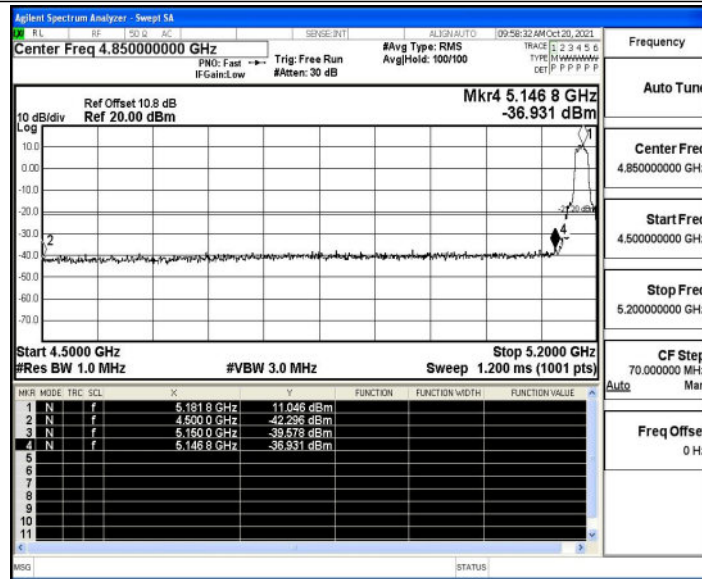 Agilent Spectrum Analyzer - Swept SA
RL RF 50 Ω AC SENSE:INT ALIGNAUTO 09:58:32 AM Oct 20, 2021
Center Freq 4.850000000 GHz
PNO: Fast
IFGain:Low
Trig: Free Run
#Atten: 30 dB
#Avg Type: RMS
Avg|Hold: 100/100
TRACE 1 2 3 4 5 6
TYPE M WWWWW
DET P P P P P P
Ref Offset 10.8 dB
Ref 20.00 dBm
10 dB/div
Log
Mkr4 5.146 8 GHz
-36.931 dBm
10.0
0.00
-10.0
-20.0
-30.0
-40.0
-50.0
-60.0
-70.0
1
2
4
Start 4.5000 GHz
Stop 5.2000 GHz
#Res BW 1.0 MHz
#VBW 3.0 MHz
Sweep 1.200 ms (1001 pts)
MKR MODE TRC SCL X Y FUNCTION FUNCTION WIDTH FUNCTION VALUE
1 N f 5.181 8 GHz 11.046 dBm
2 N f 4.500 0 GHz -42.296 dBm
3 N f 5.150 0 GHz -39.578 dBm
4 N f 5.146 8 GHz -36.931 dBm
5
6
7
8
9
10
11
MSG STATUS
Frequency
Auto Tune
Center Freq
4.850000000 GHz
Start Freq
4.500000000 GHz
Stop Freq
5.200000000 GHz
CF Step
70.000000 MHz
Auto Man
Freq Offset
0 Hz